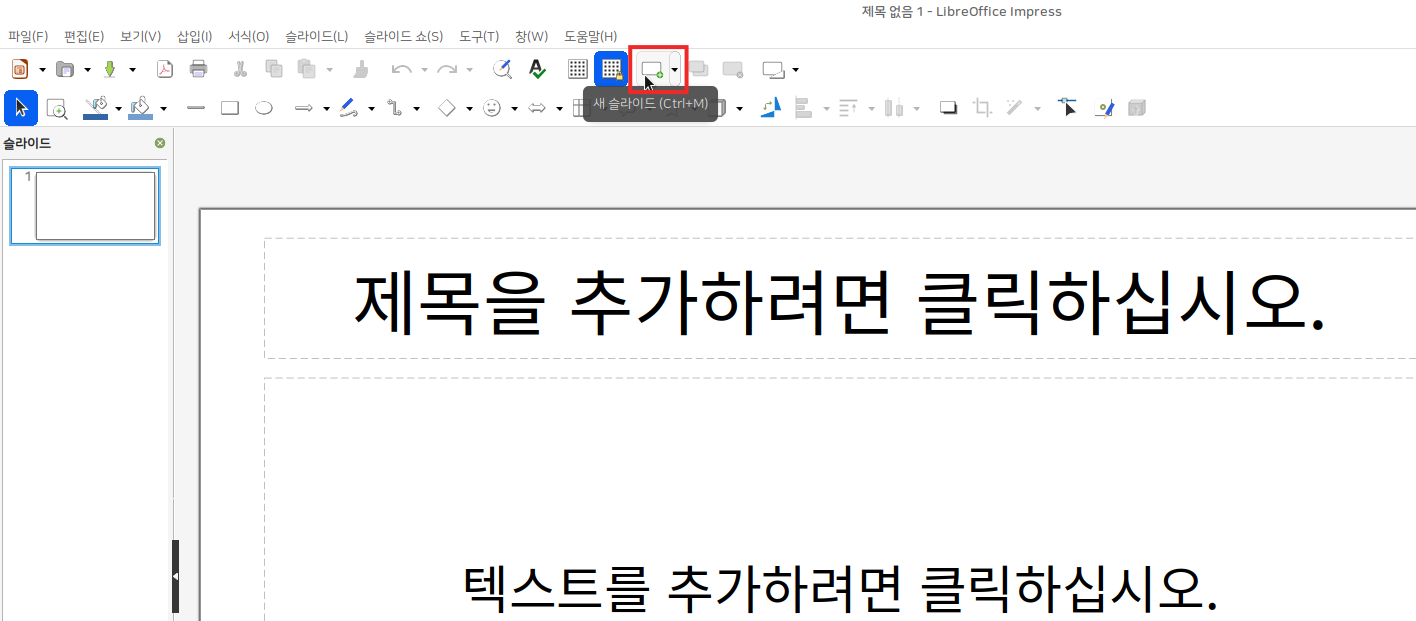 제목 없음 1 - LibreOffice Impress
파일(F) 편집(E) 보기(V) 삽입(I) 서식(O) 슬라이드(L) 슬라이드 쇼(S) 도구(T) 창(W) 도움말(H)
새 슬라이드 (Ctrl+M)
슬라이드
1
제목을 추가하려면 클릭하십시오.
텍스트를 추가하려면 클릭하십시오.